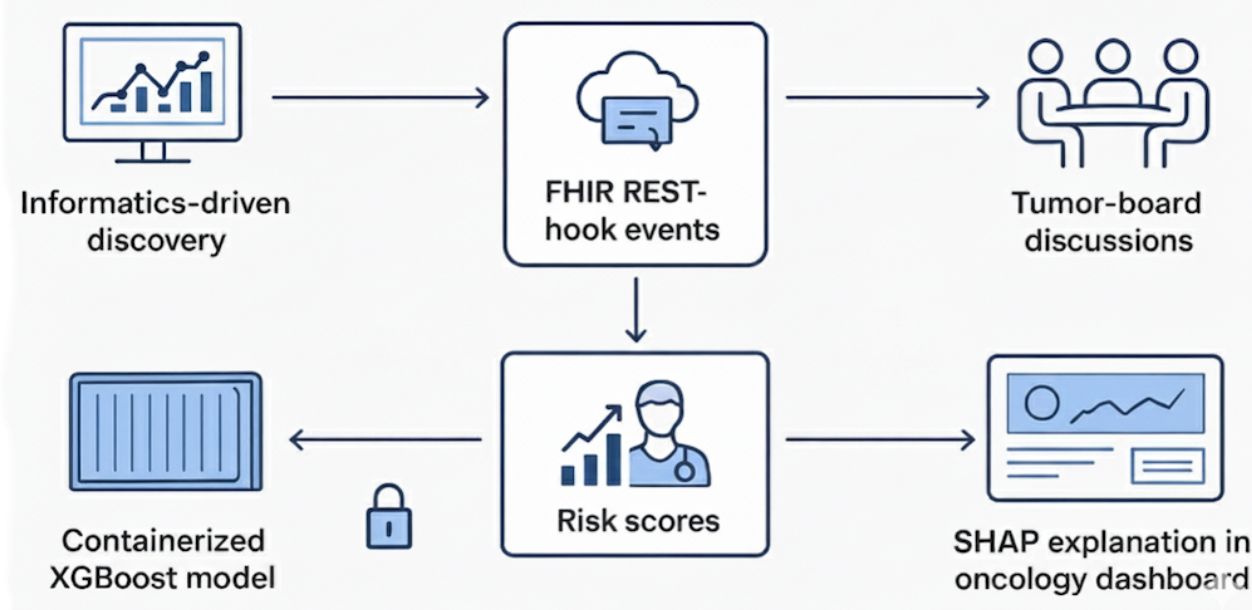 Informatics-driven
discovery
FHIR REST-
hook events
Tumor-board
discussions
Containerized
XGBoost model
Risk scores
SHAP explanation in
oncology dashboard